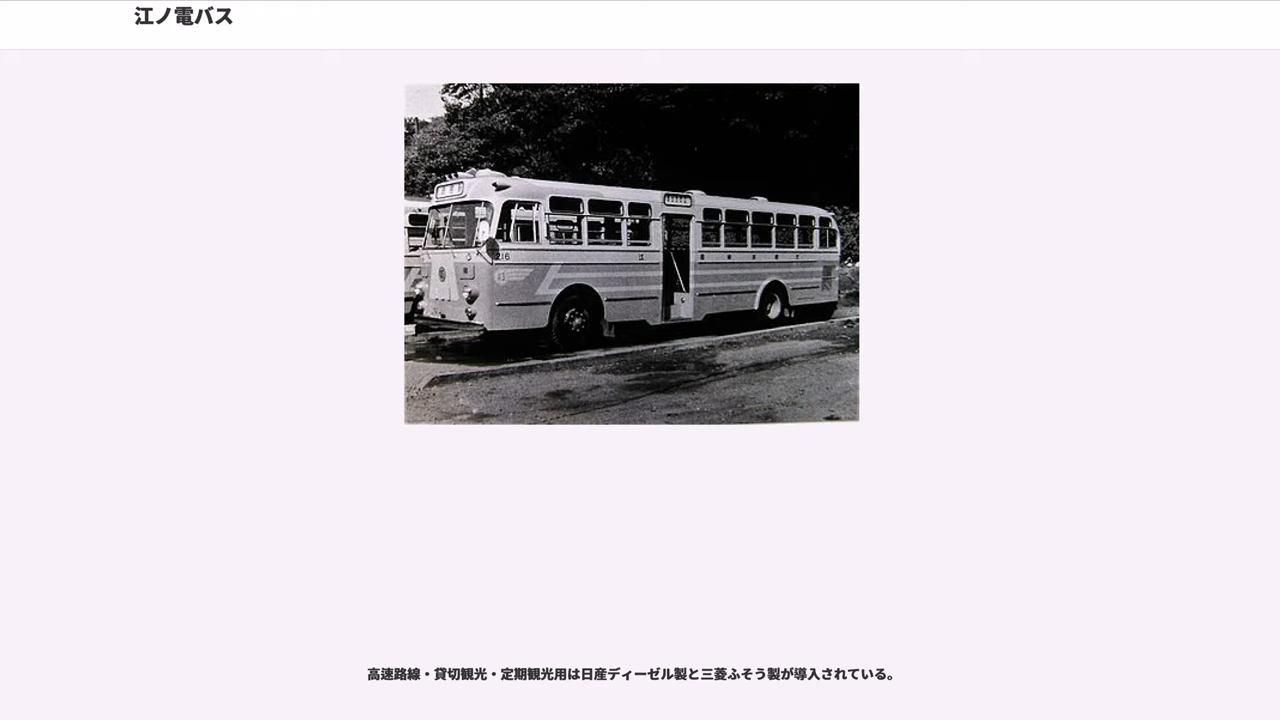 江ノ電バス
216
高速路線・貸切観光・定期観光用は日産ディーゼル製と三菱ふそう製が導入されている。